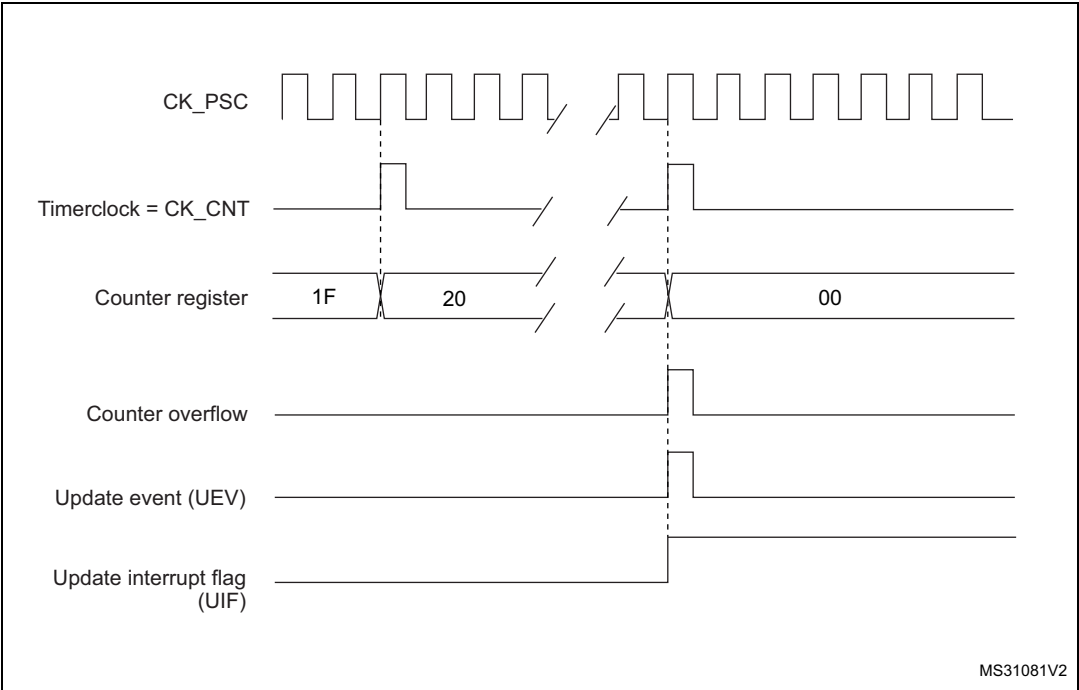 CK_PSC
Timerclock = CK_CNT
Counter register
1F
20
00
Counter overflow
Update event (UEV)
Update interrupt flag
(UIF)
MS31081V2